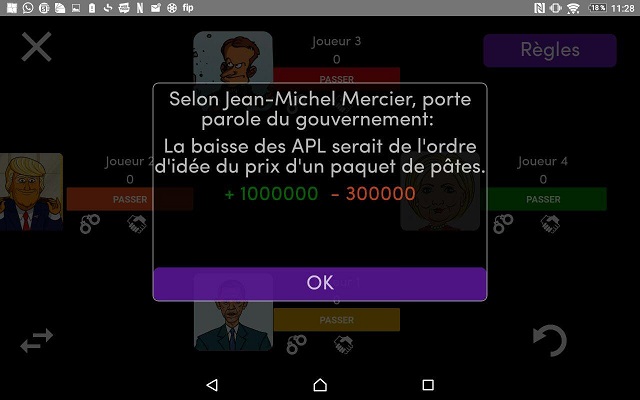 fip
18%
11:28
Joueur 3
0
PASSER
Règles
Selon Jean-Michel Mercier, porte
parole du gouvernement:
La baisse des APL serait de l'ordre
d'idée du prix d'un paquet de pâtes.
+ 1000000 - 300000
Joueur 2
0
PASSER
Joueur 4
0
PASSER
OK
PASSER